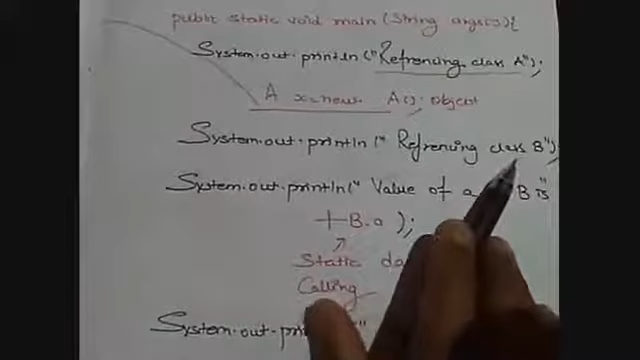 public static void main(String args[]){
System.out.println("Refrencing class A");
A x=new A(); object
System.out.println("Refrencing class B");
System.out.println("Value of a B is"
+B.a );
Static
Calling
System.out.